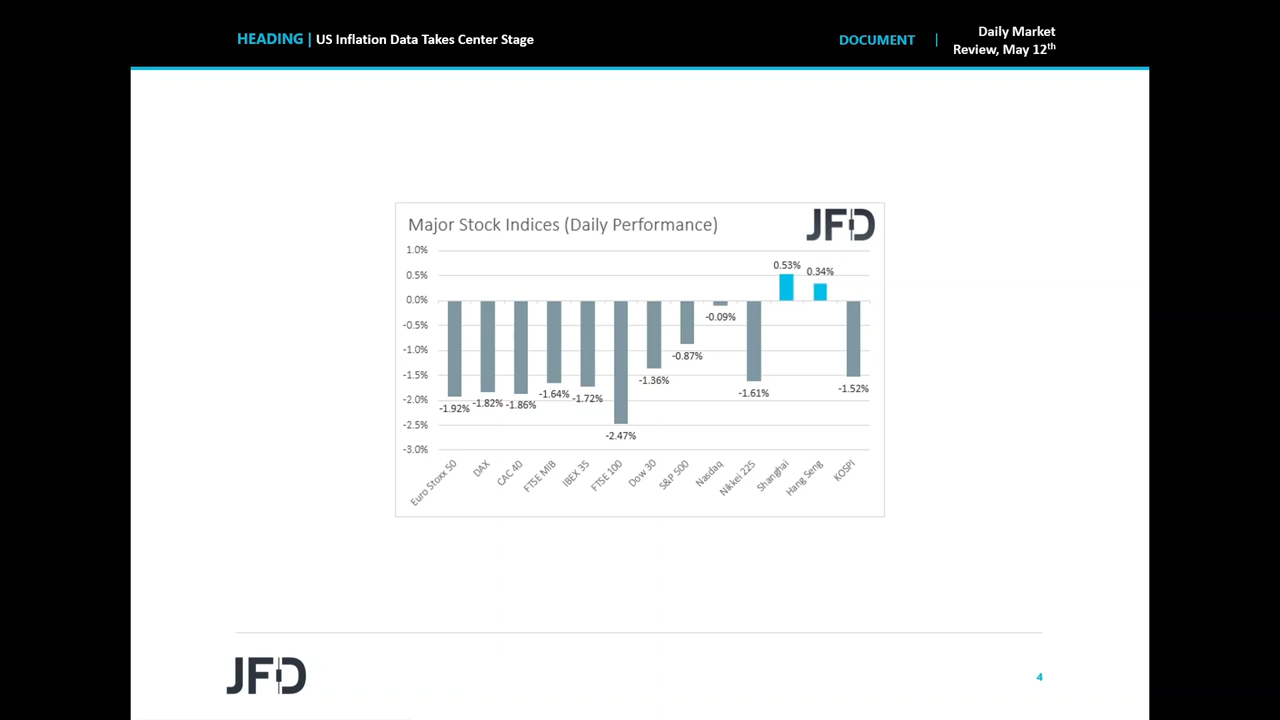 HEADING | US Inflation Data Takes Center Stage
DOCUMENT |
Daily Market
Review, May 12th
Major Stock Indices (Daily Performance)
JFD
1.0%
0.5%
0.0%
-0.5%
-1.0%
-1.5%
-2.0%
-2.5%
-3.0%
-1.92%
-1.82%
-1.86%
-1.64%
-1.72%
-2.47%
-1.36%
-0.87%
-0.09%
-1.61%
0.53%
0.34%
-1.52%
Euro Stoxx 50
DAX
CAC 40
FTSE MIB
IBEX 35
FTSE 100
Dow 30
S&P 500
Nasdaq
Nikkei 225
Shanghai
Hang Seng
KOSPI
JFD
4